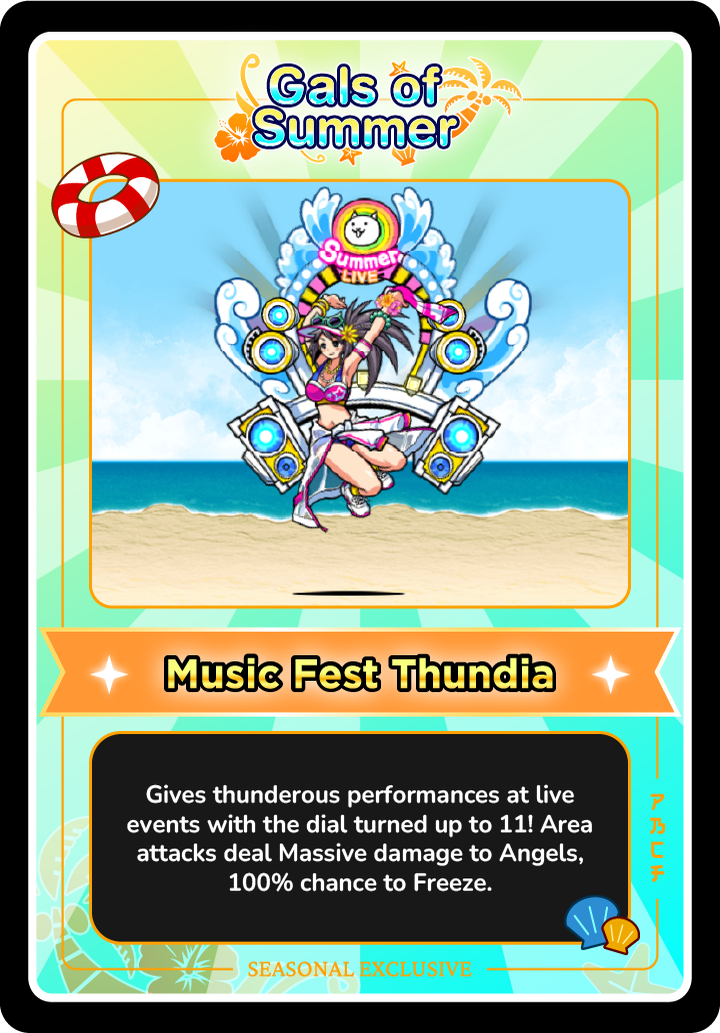 Gals of
Summer
Summer
LIVE
Music Fest Thundia
Gives thunderous performances at live
events with the dial turned up to 11! Area
attacks deal Massive damage to Angels,
100% chance to Freeze.
SEASONAL EXCLUSIVE